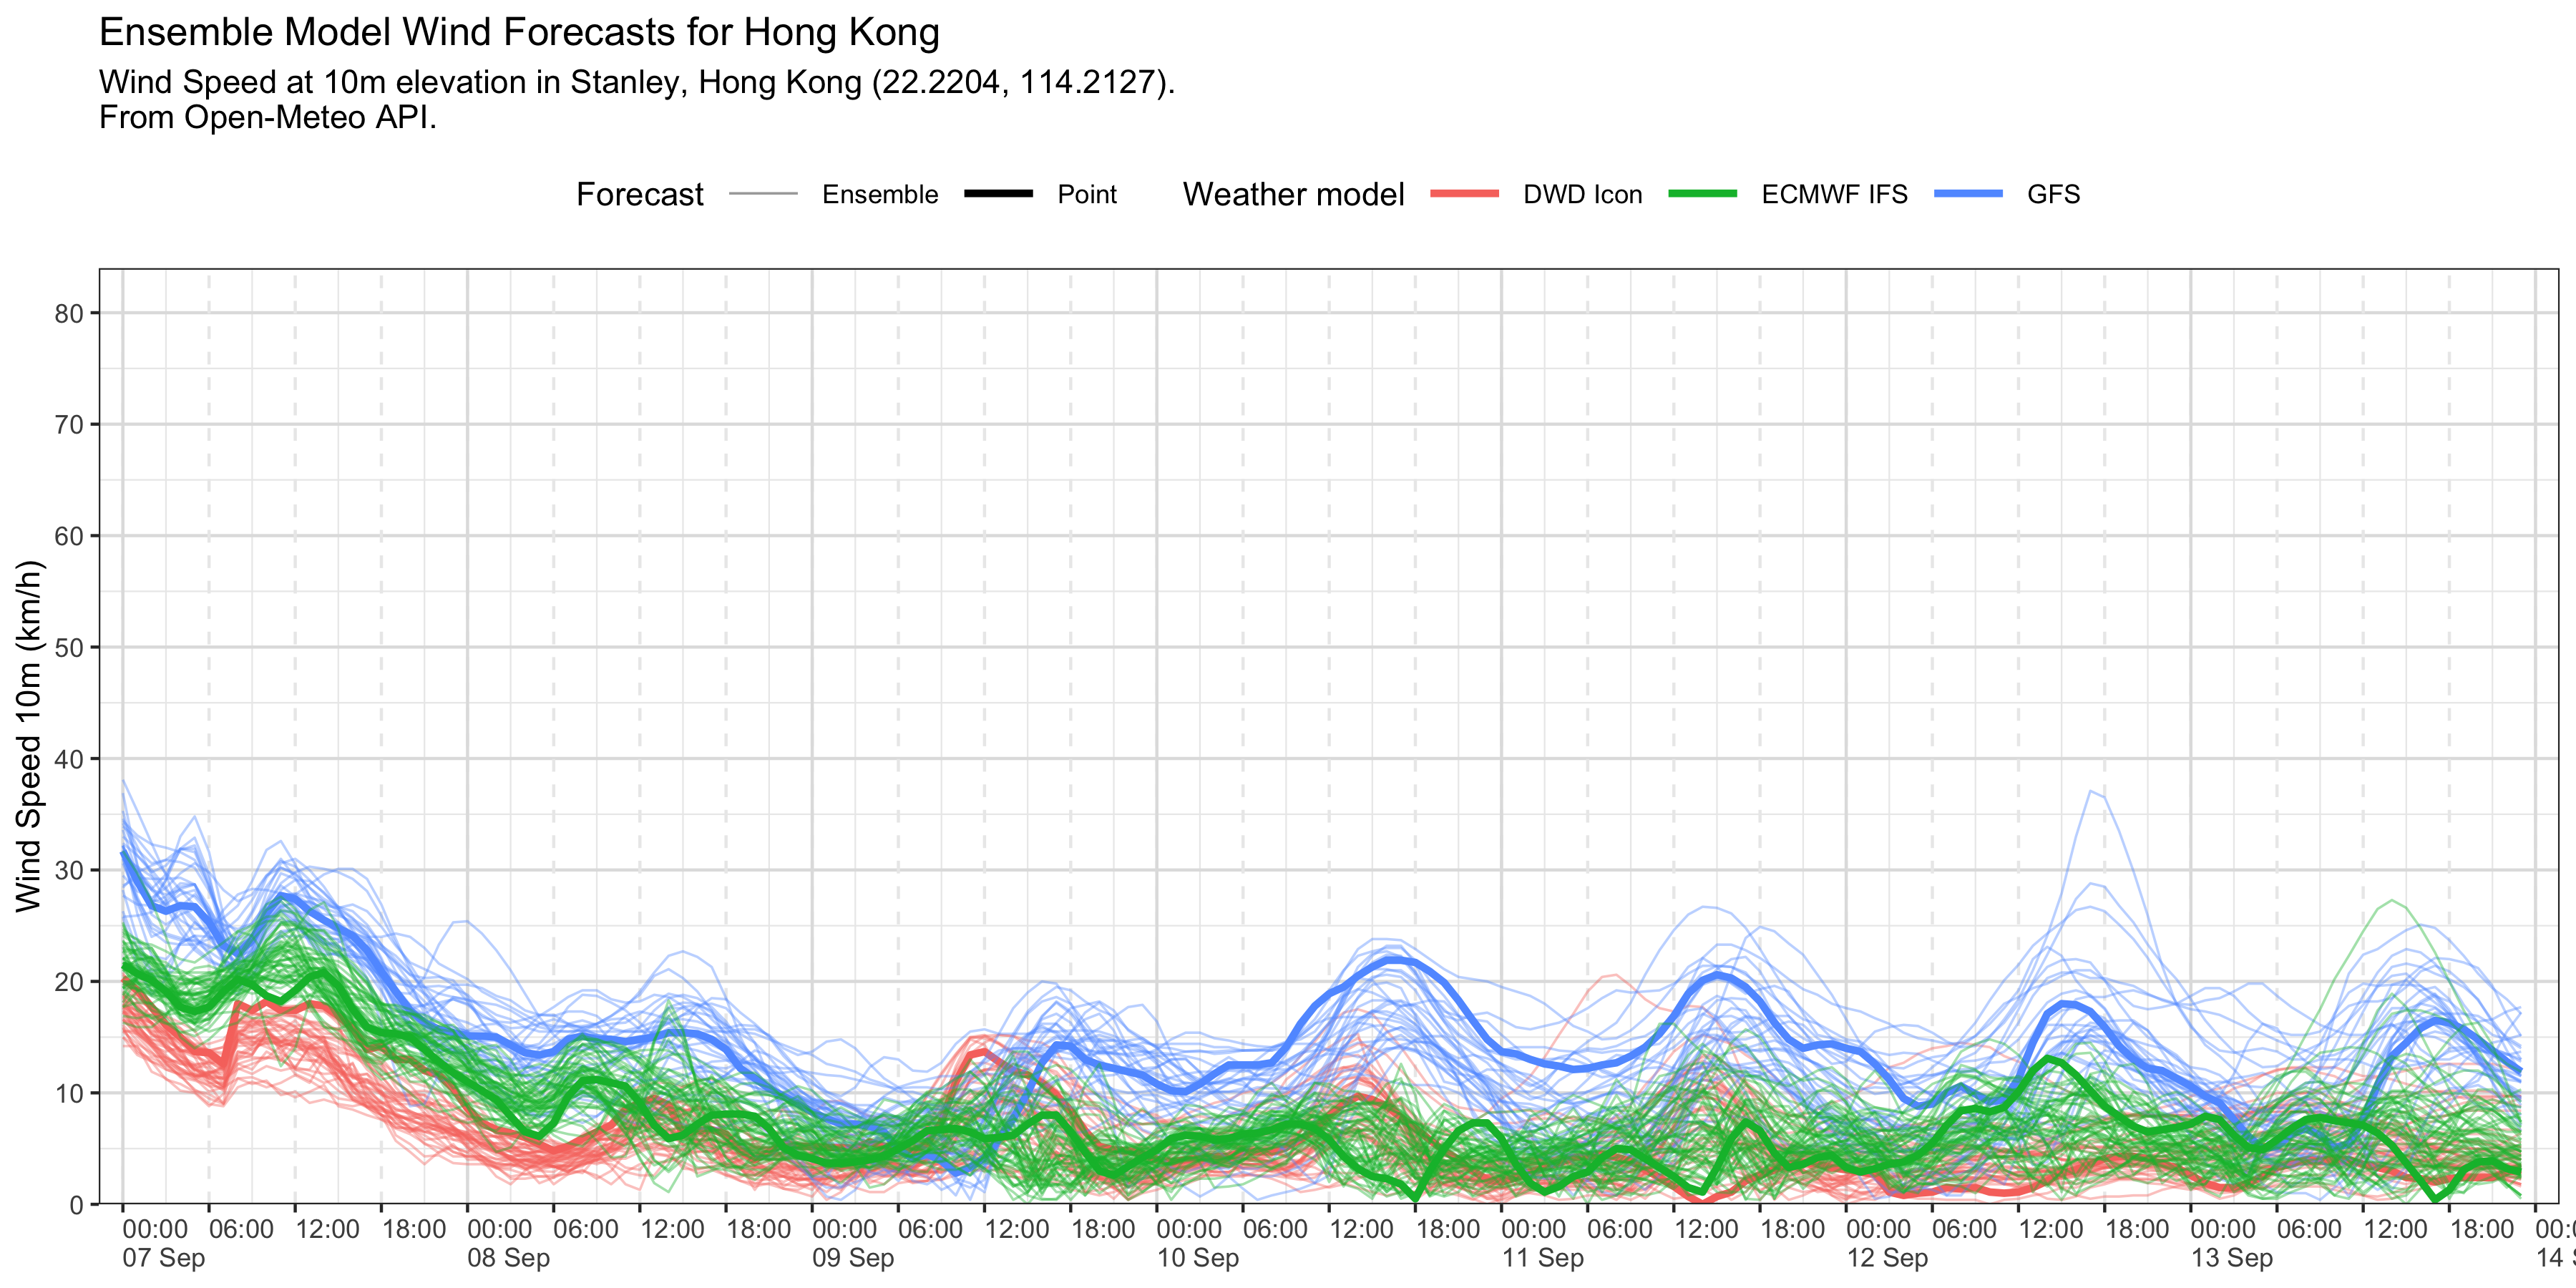 Ensemble Model Wind Forecasts for Hong Kong
Wind Speed at 10m elevation in Stanley, Hong Kong (22.2204, 114.2127).
From Open-Meteo API.
Forecast Ensemble Point Weather model DWD Icon ECMWF IFS GFS
Wind Speed 10m (km/h)
80
70
60
50
40
30
20
10
0
00:00 06:00 12:00 18:00 00:00 06:00 12:00 18:00 00:00 06:00 12:00 18:00 00:00 06:00 12:00 18:00 00:00 06:00 12:00 18:00 00:00 06:00 12:00 18:00 00:00 06:00 12:00 18:00
07 Sep 08 Sep 09 Sep 10 Sep 11 Sep 12 Sep 13 Sep 14